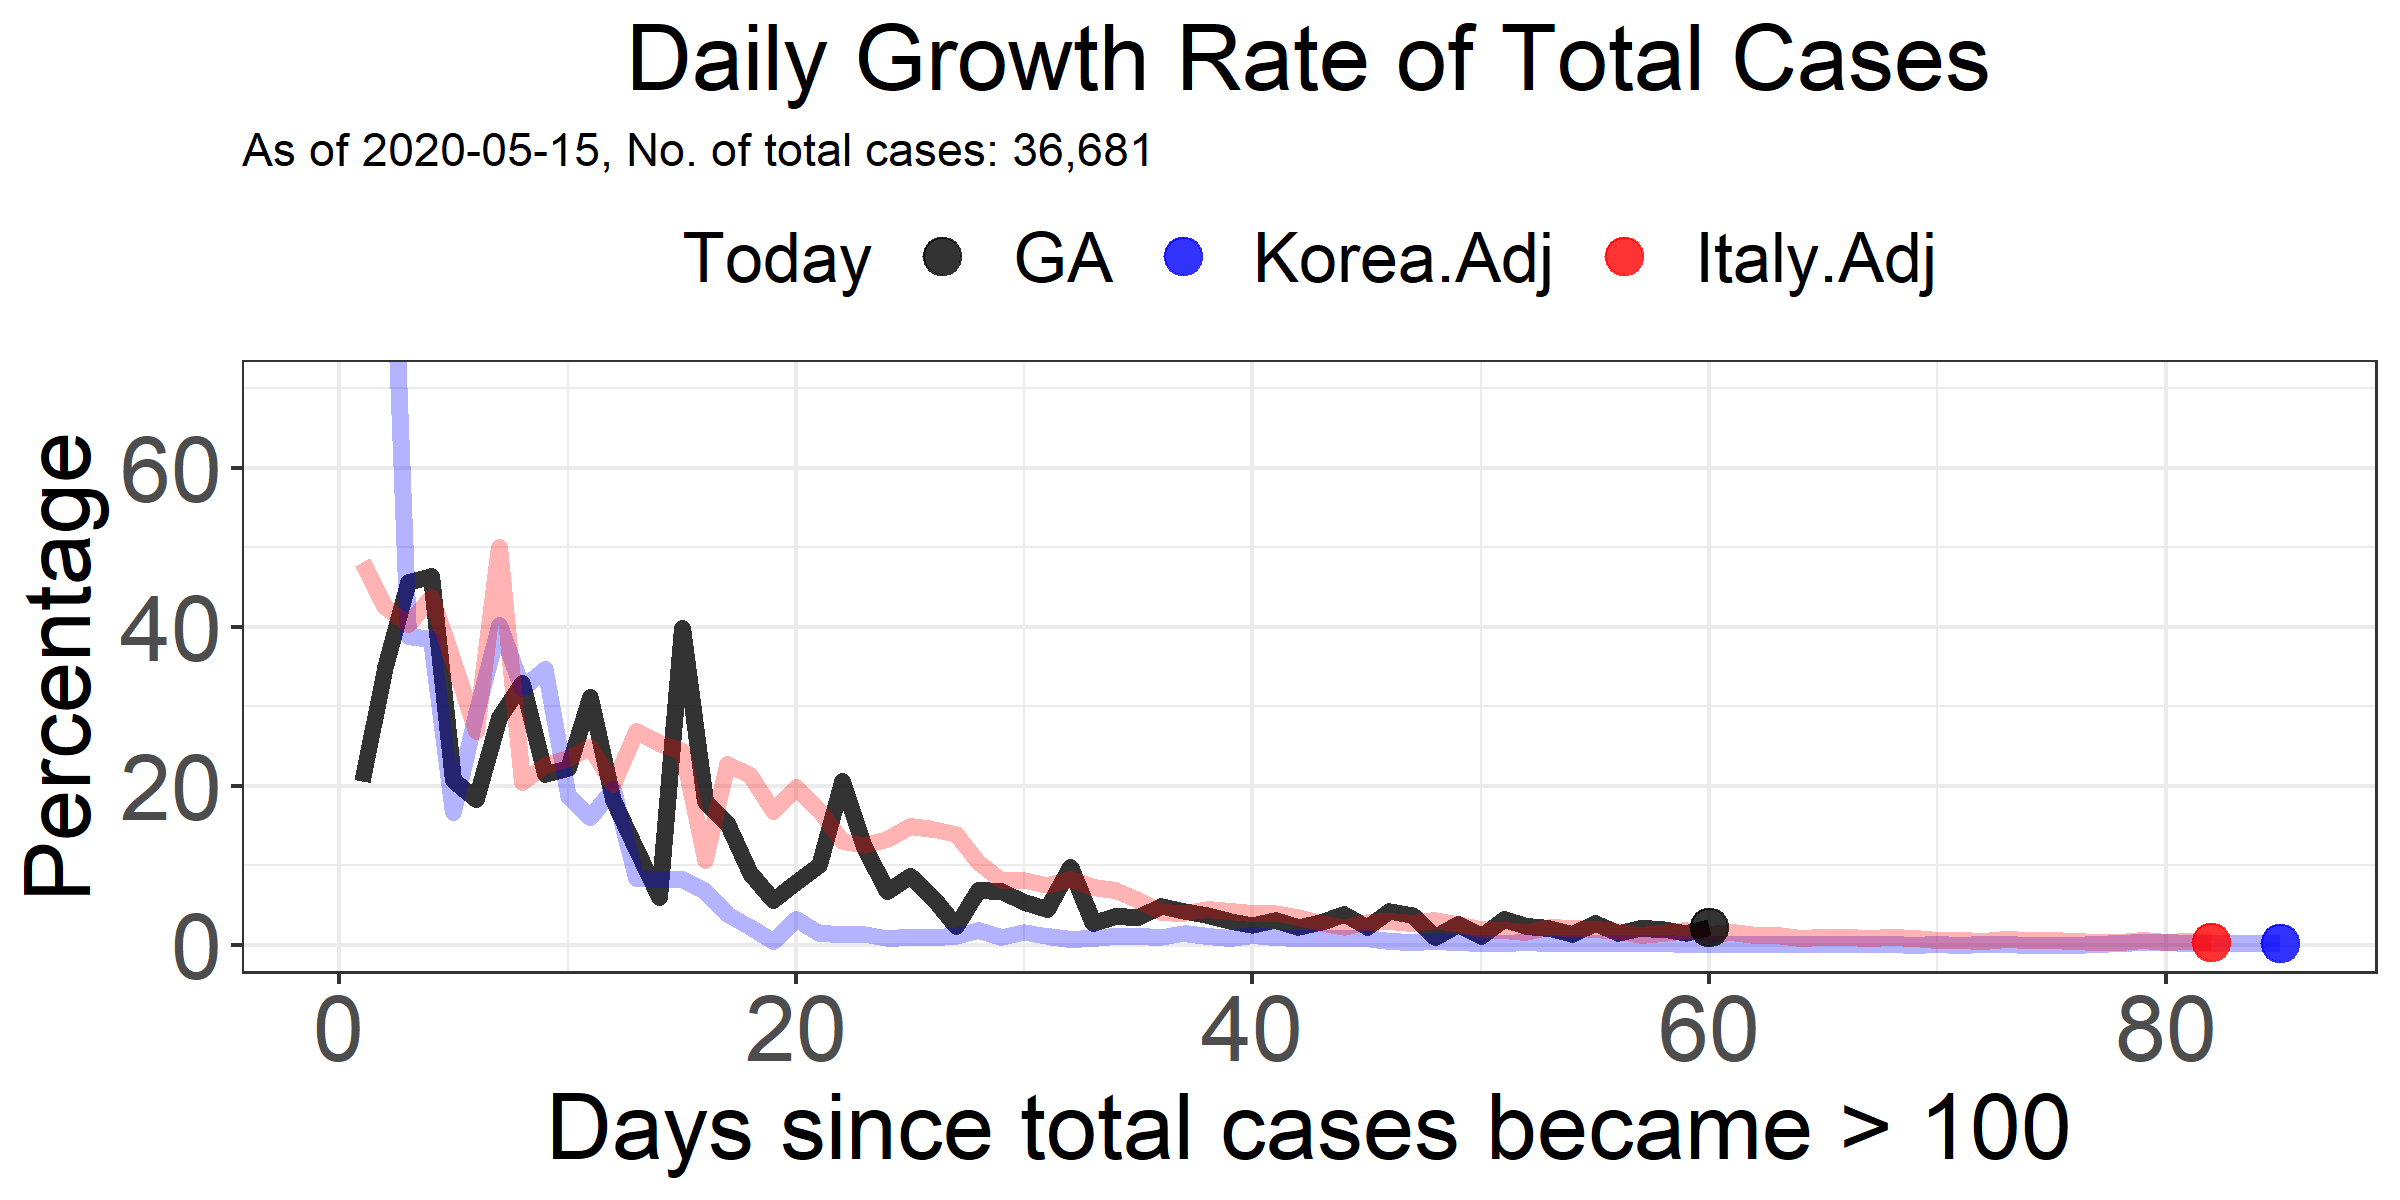 Daily Growth Rate of Total Cases
As of 2020-05-15, No. of total cases: 36,681
Today GA Korea.Adj Italy.Adj
Percentage
60
40
20
0
0 20 40 60 80
Days since total cases became > 100